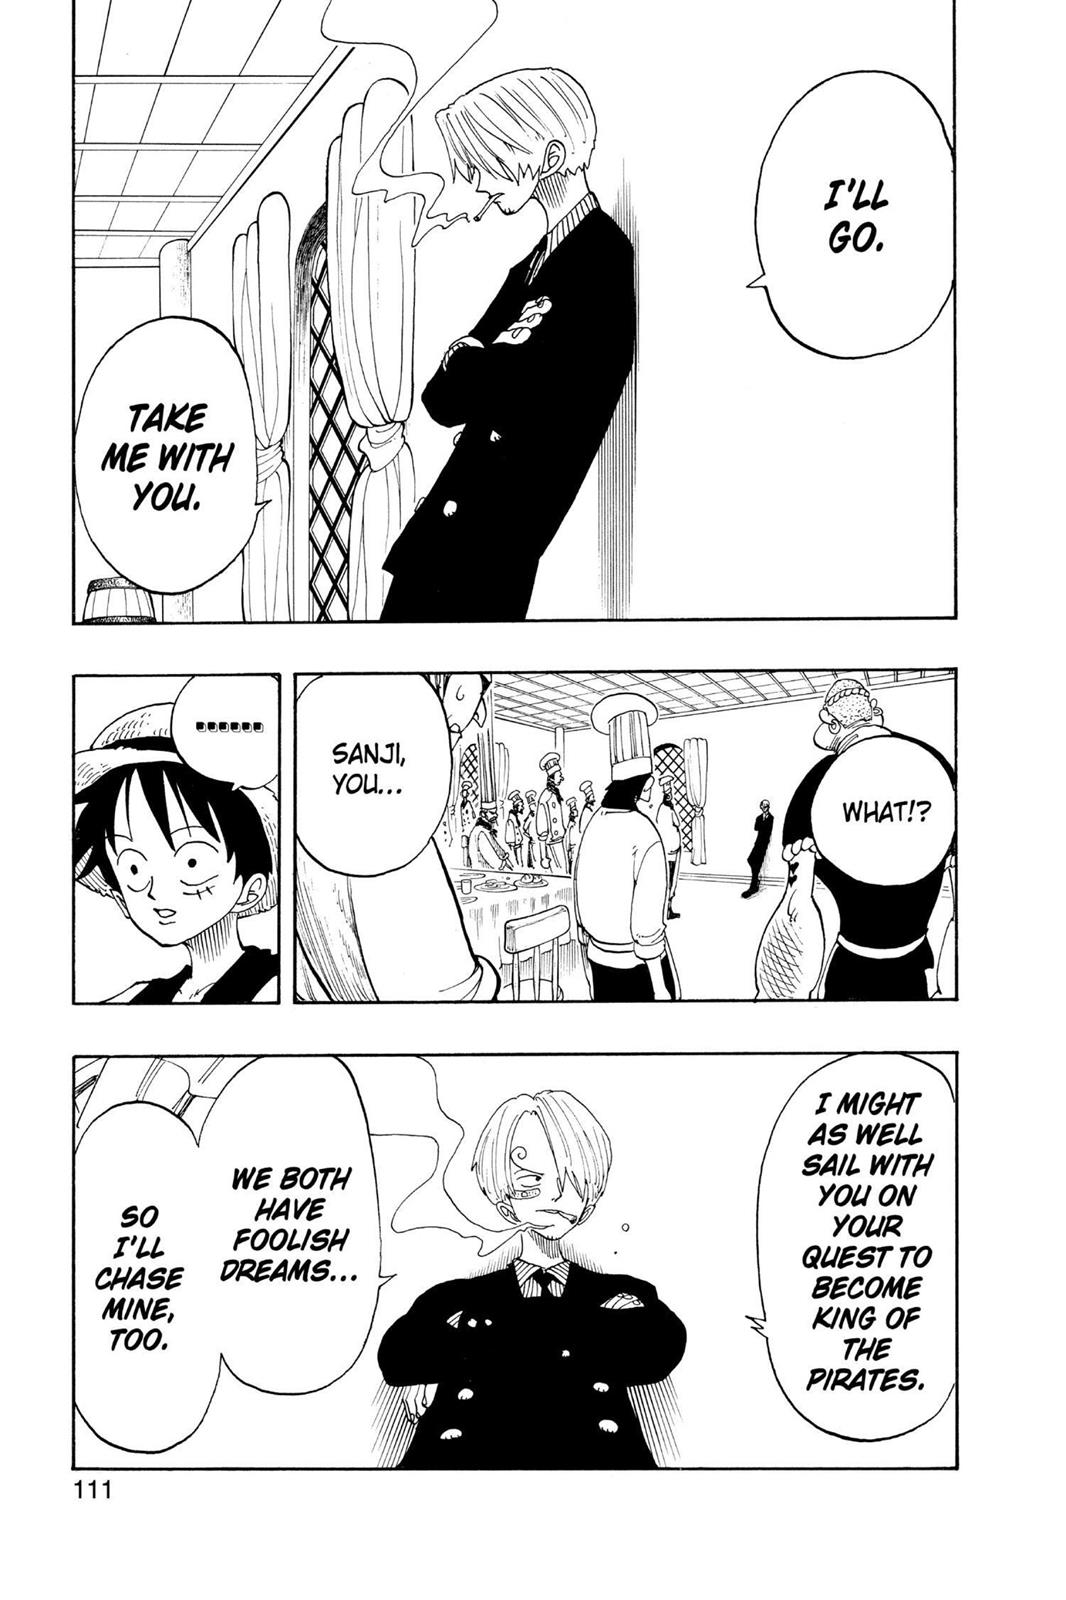 I'LL
GO.
TAKE
ME WITH
YOU.
WHAT!?
SANJI,
YOU...
......
I MIGHT
AS WELL
SAIL WITH
YOU ON
YOUR
QUEST TO
BECOME
KING OF
THE
PIRATES.
WE BOTH
HAVE
FOOLISH
DREAMS...
SO
I'LL
CHASE
MINE,
TOO.
111